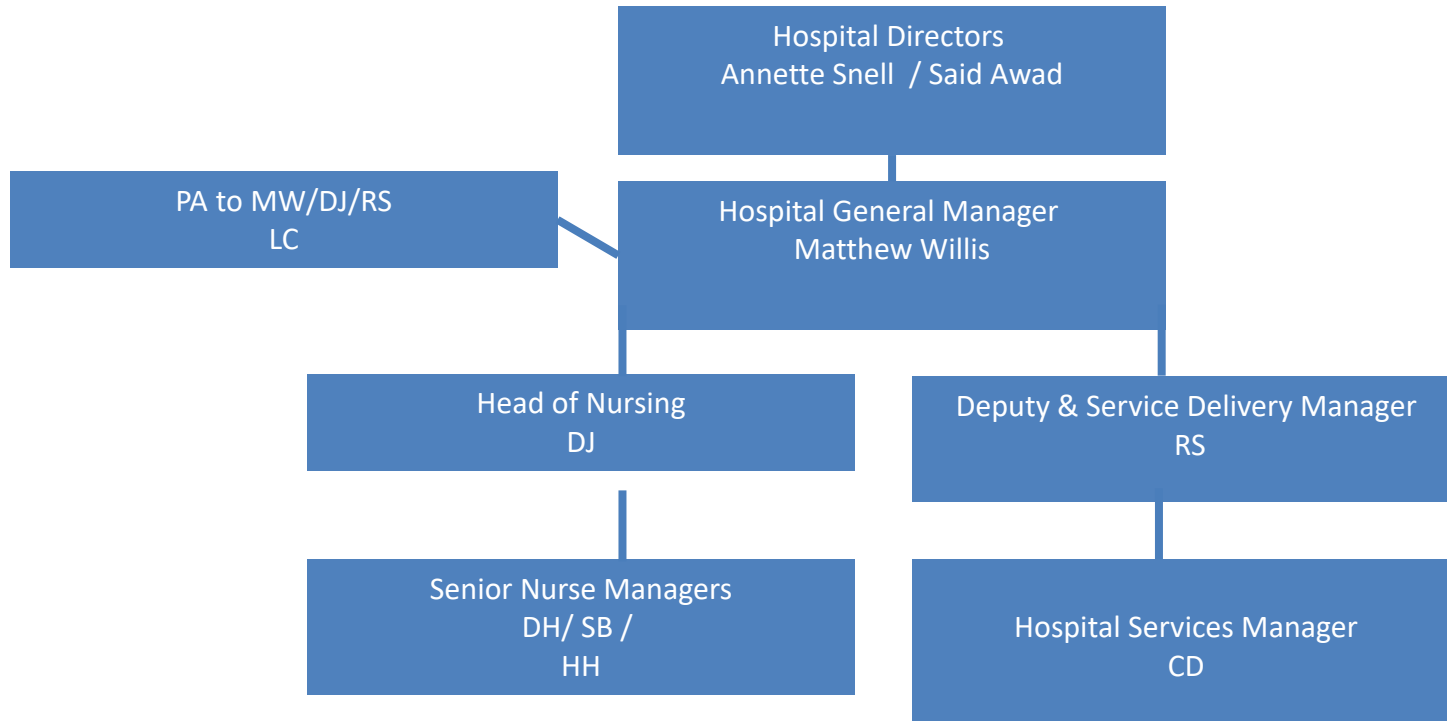 Hospital Directors
Annette Snell / Said Awad
PA to MW/DJ/RS
LC
Hospital General Manager
Matthew Willis
Head of Nursing
DJ
Deputy & Service Delivery Manager
RS
Senior Nurse Managers
DH/ SB /
HH
Hospital Services Manager
CD